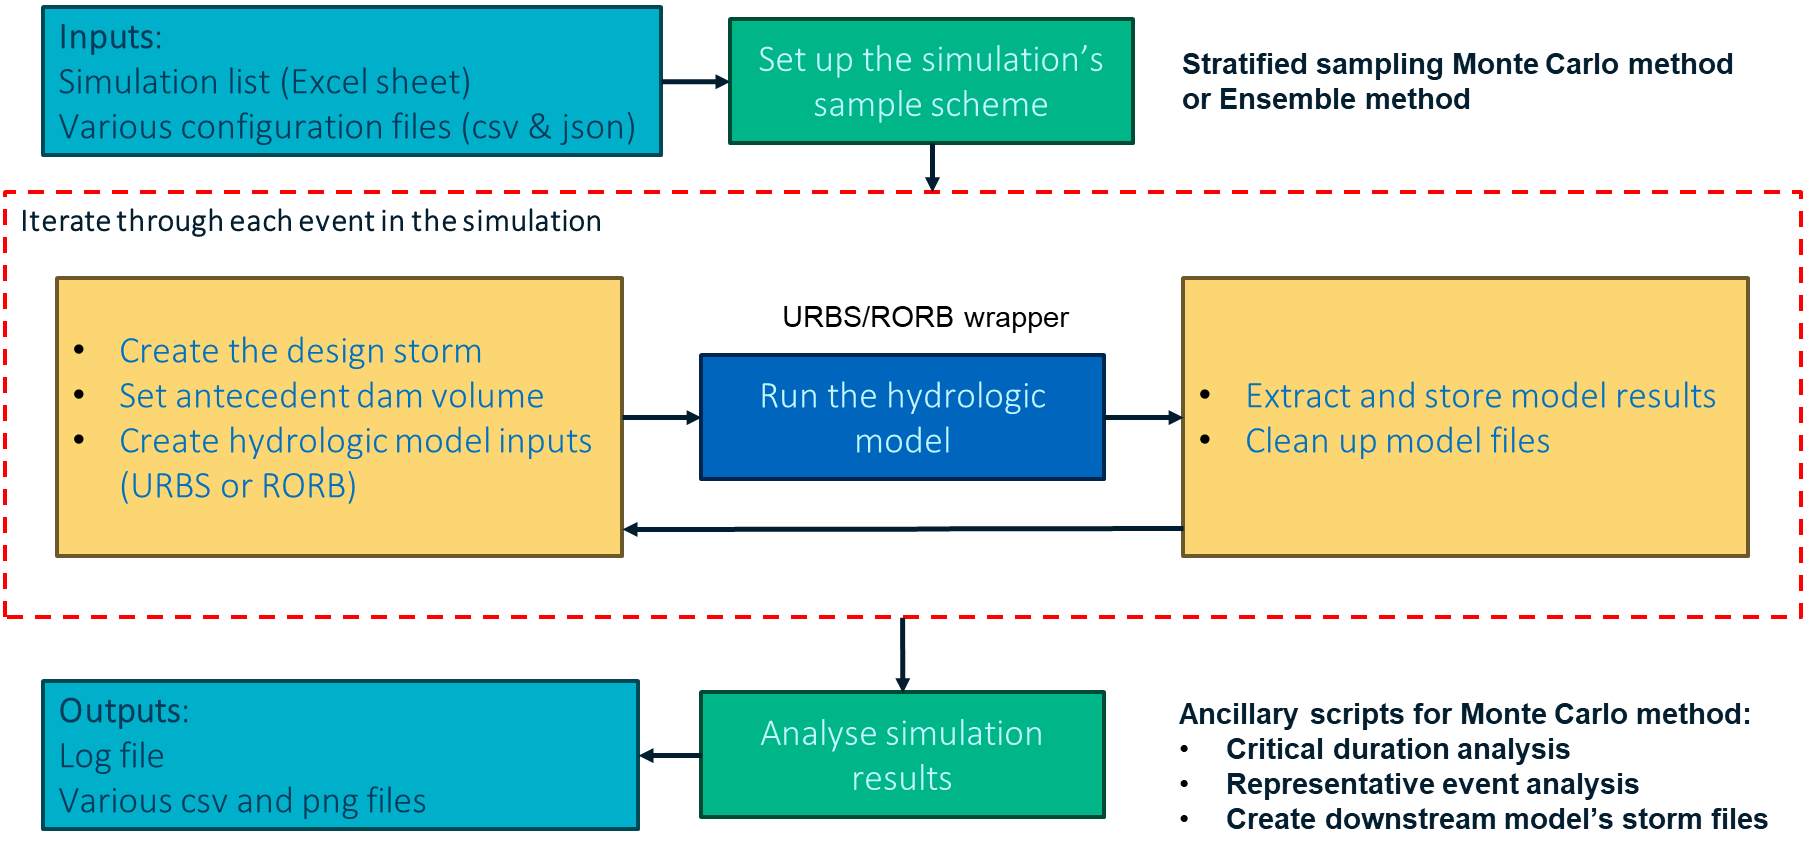 Inputs:
Simulation list (Excel sheet)
Various configuration files (csv & json)
Set up the simulation’s
sample scheme
Stratified sampling Monte Carlo method
or Ensemble method
Iterate through each event in the simulation
• Create the design storm
• Set antecedent dam volume
• Create hydrologic model inputs
(URBS or RORB)
URBS/RORB wrapper
Run the hydrologic
model
• Extract and store model results
• Clean up model files
Outputs:
Log file
Various csv and png files
Analyse simulation
results
Ancillary scripts for Monte Carlo method:
• Critical duration analysis
• Representative event analysis
• Create downstream model’s storm files